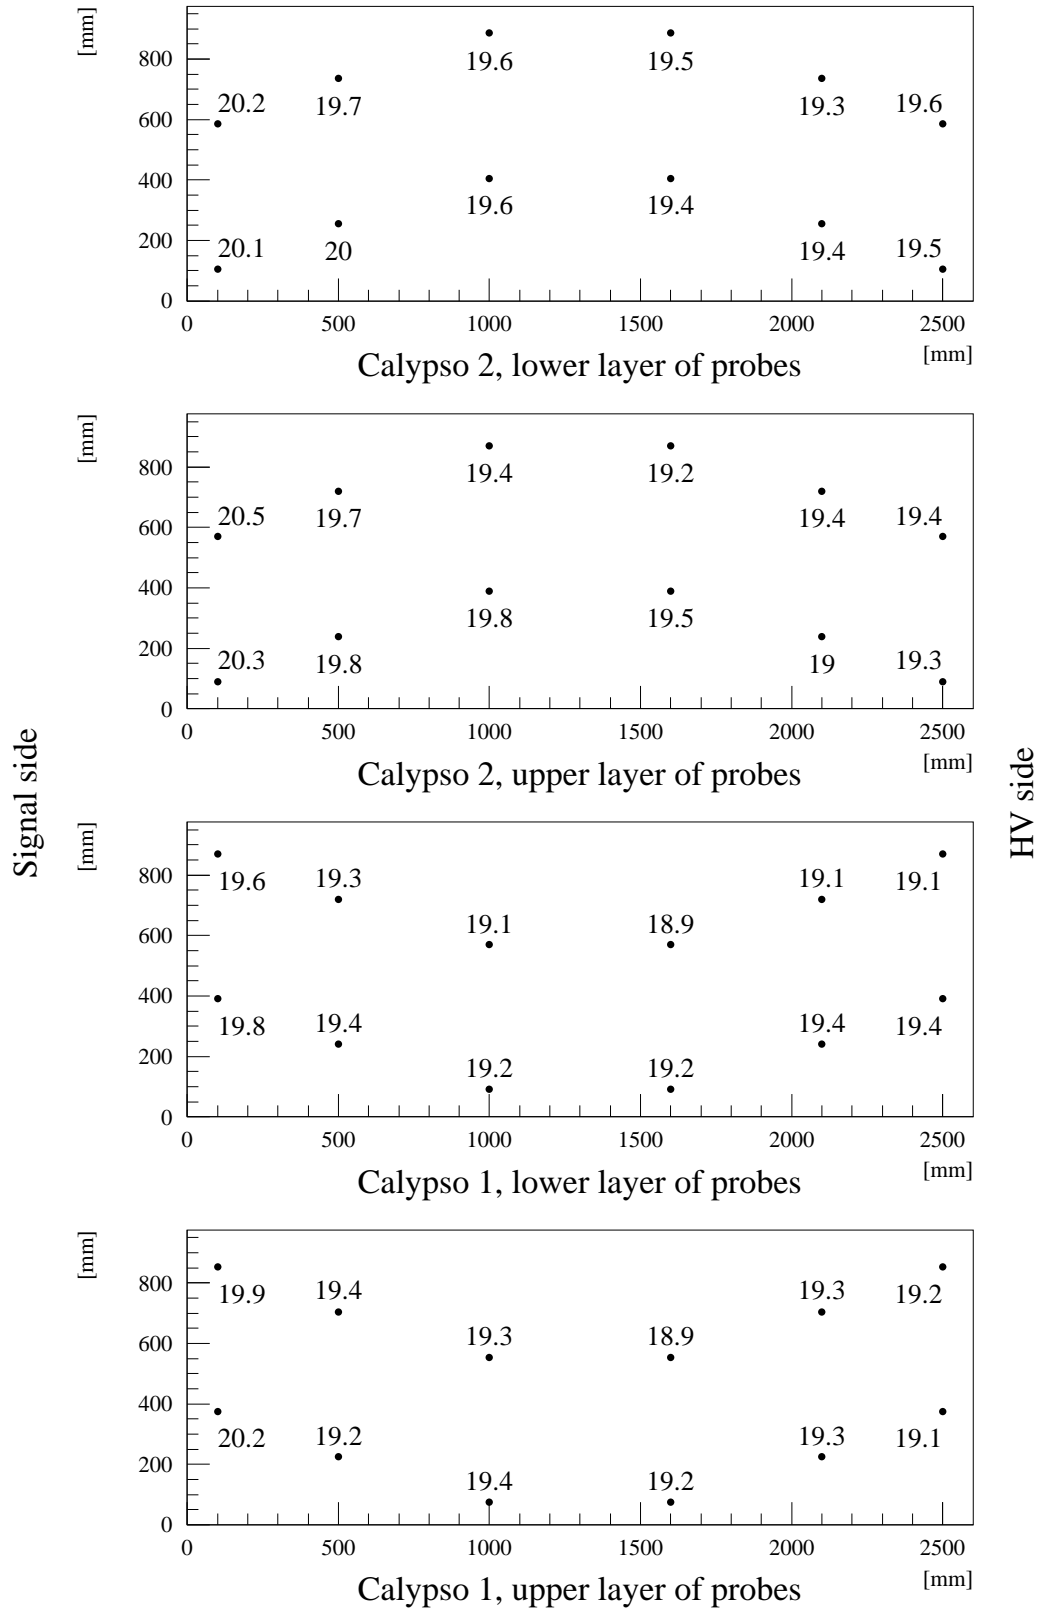 [mm]
19.6 19.5
800
20.2 19.7 19.3 19.6
600
400
19.6 19.4
200
20.1 20 19.4 19.5
0
0 500 1000 1500 2000 2500
[mm]
Calypso 2, lower layer of probes
[mm]
19.4 19.2
800
20.5 19.7 19.4 19.4
600
400
19.8 19.5
200
20.3 19.8 19 19.3
0
0 500 1000 1500 2000 2500
[mm]
Calypso 2, upper layer of probes
Signal side
HV side
[mm]
800
19.6 19.3 19.1 19.1
600
19.1 18.9
400
19.8 19.4 19.4 19.4
200
19.2 19.2
0
0 500 1000 1500 2000 2500
[mm]
Calypso 1, lower layer of probes
[mm]
800
19.9 19.4 19.3 19.2
600
19.3 18.9
400
20.2 19.2 19.3 19.1
200
19.4 19.2
0
0 500 1000 1500 2000 2500
[mm]
Calypso 1, upper layer of probes